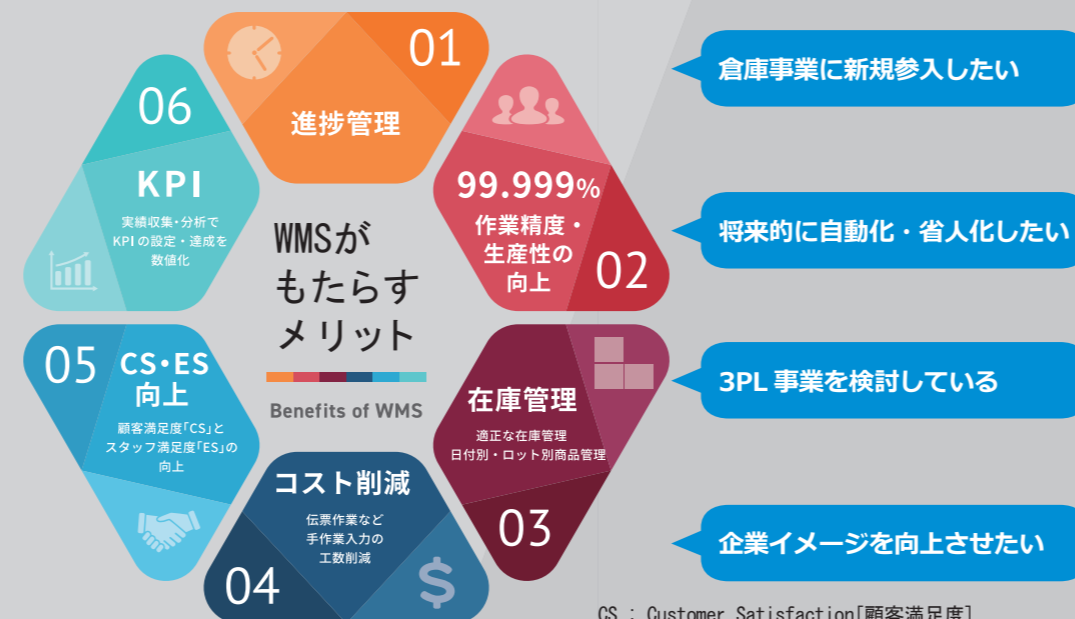 01
進捗管理
99.999%
作業精度・
生産性の
向上
02
在庫管理
適正な在庫管理
日付別・ロット別商品管理
03
コスト削減
伝票作業など
手作業入力の
工数削減
04
05
CS・ES
向上
顧客満足度「CS」と
スタッフ満足度「ES」の
向上
06
KPI
実績収集・分析で
KPIの設定・達成を
数値化
WMSが
もたらす
メリット
Benefits of WMS
倉庫事業に新規参入したい
将来的に自動化・省人化したい
3PL 事業を検討している
企業イメージを向上させたい
CS : Customer Satisfaction[顧客満足度]